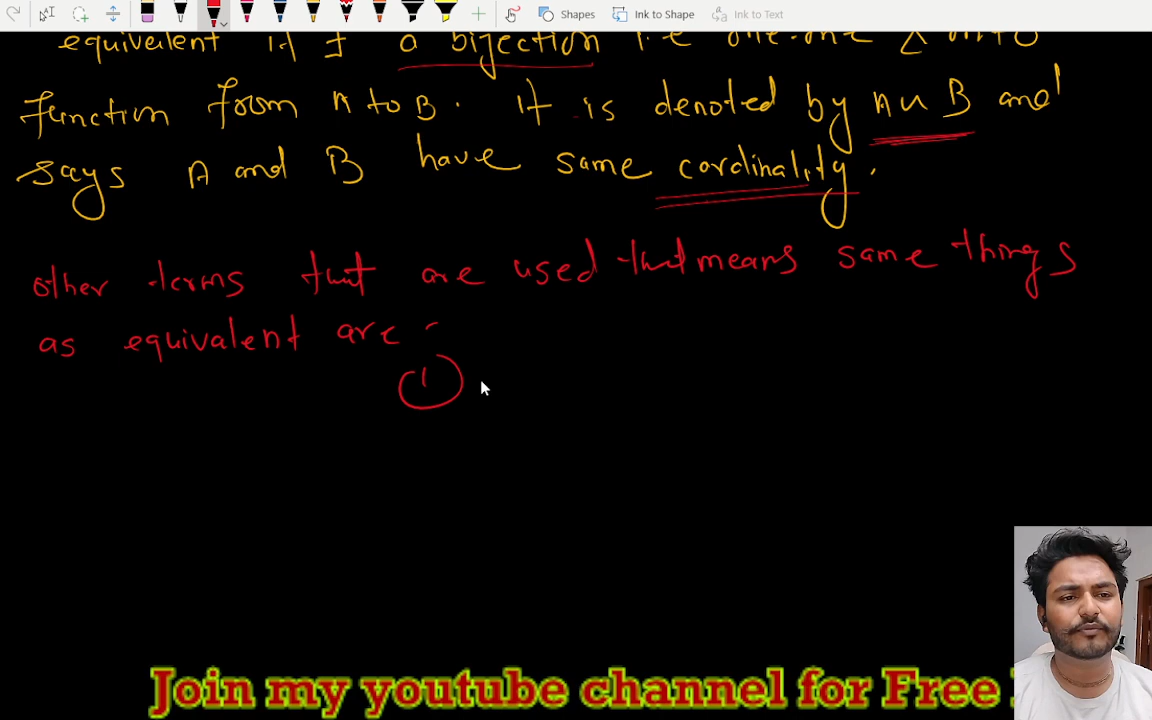 Shapes Ink to Shape Ink to Text
equivalent if ∃ a bijection i.e one-one & onto
function from A to B. It is denoted by A ~ B and
says A and B have same cardinality.
other terms that are used that means same things
as equivalent are -
①
Join my youtube channel for Free